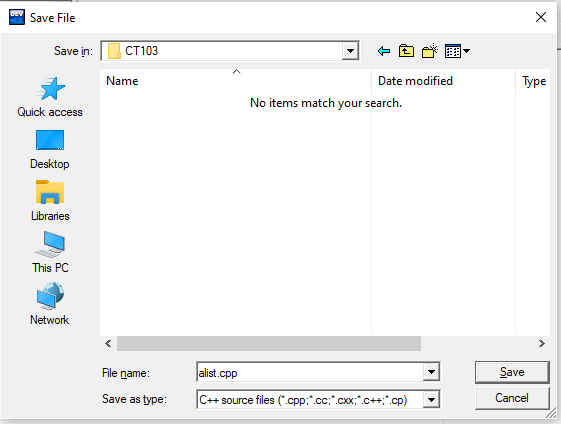 DEV
Save File
Save in:
CT103
Name
Date modified
Type
No items match your search.
Quick access
Desktop
Libraries
This PC
Network
File name:
alist.cpp
Save
Save as type:
C++ source files (*.cpp;*.cc;*.cxx;*.c++;*.cp)
Cancel